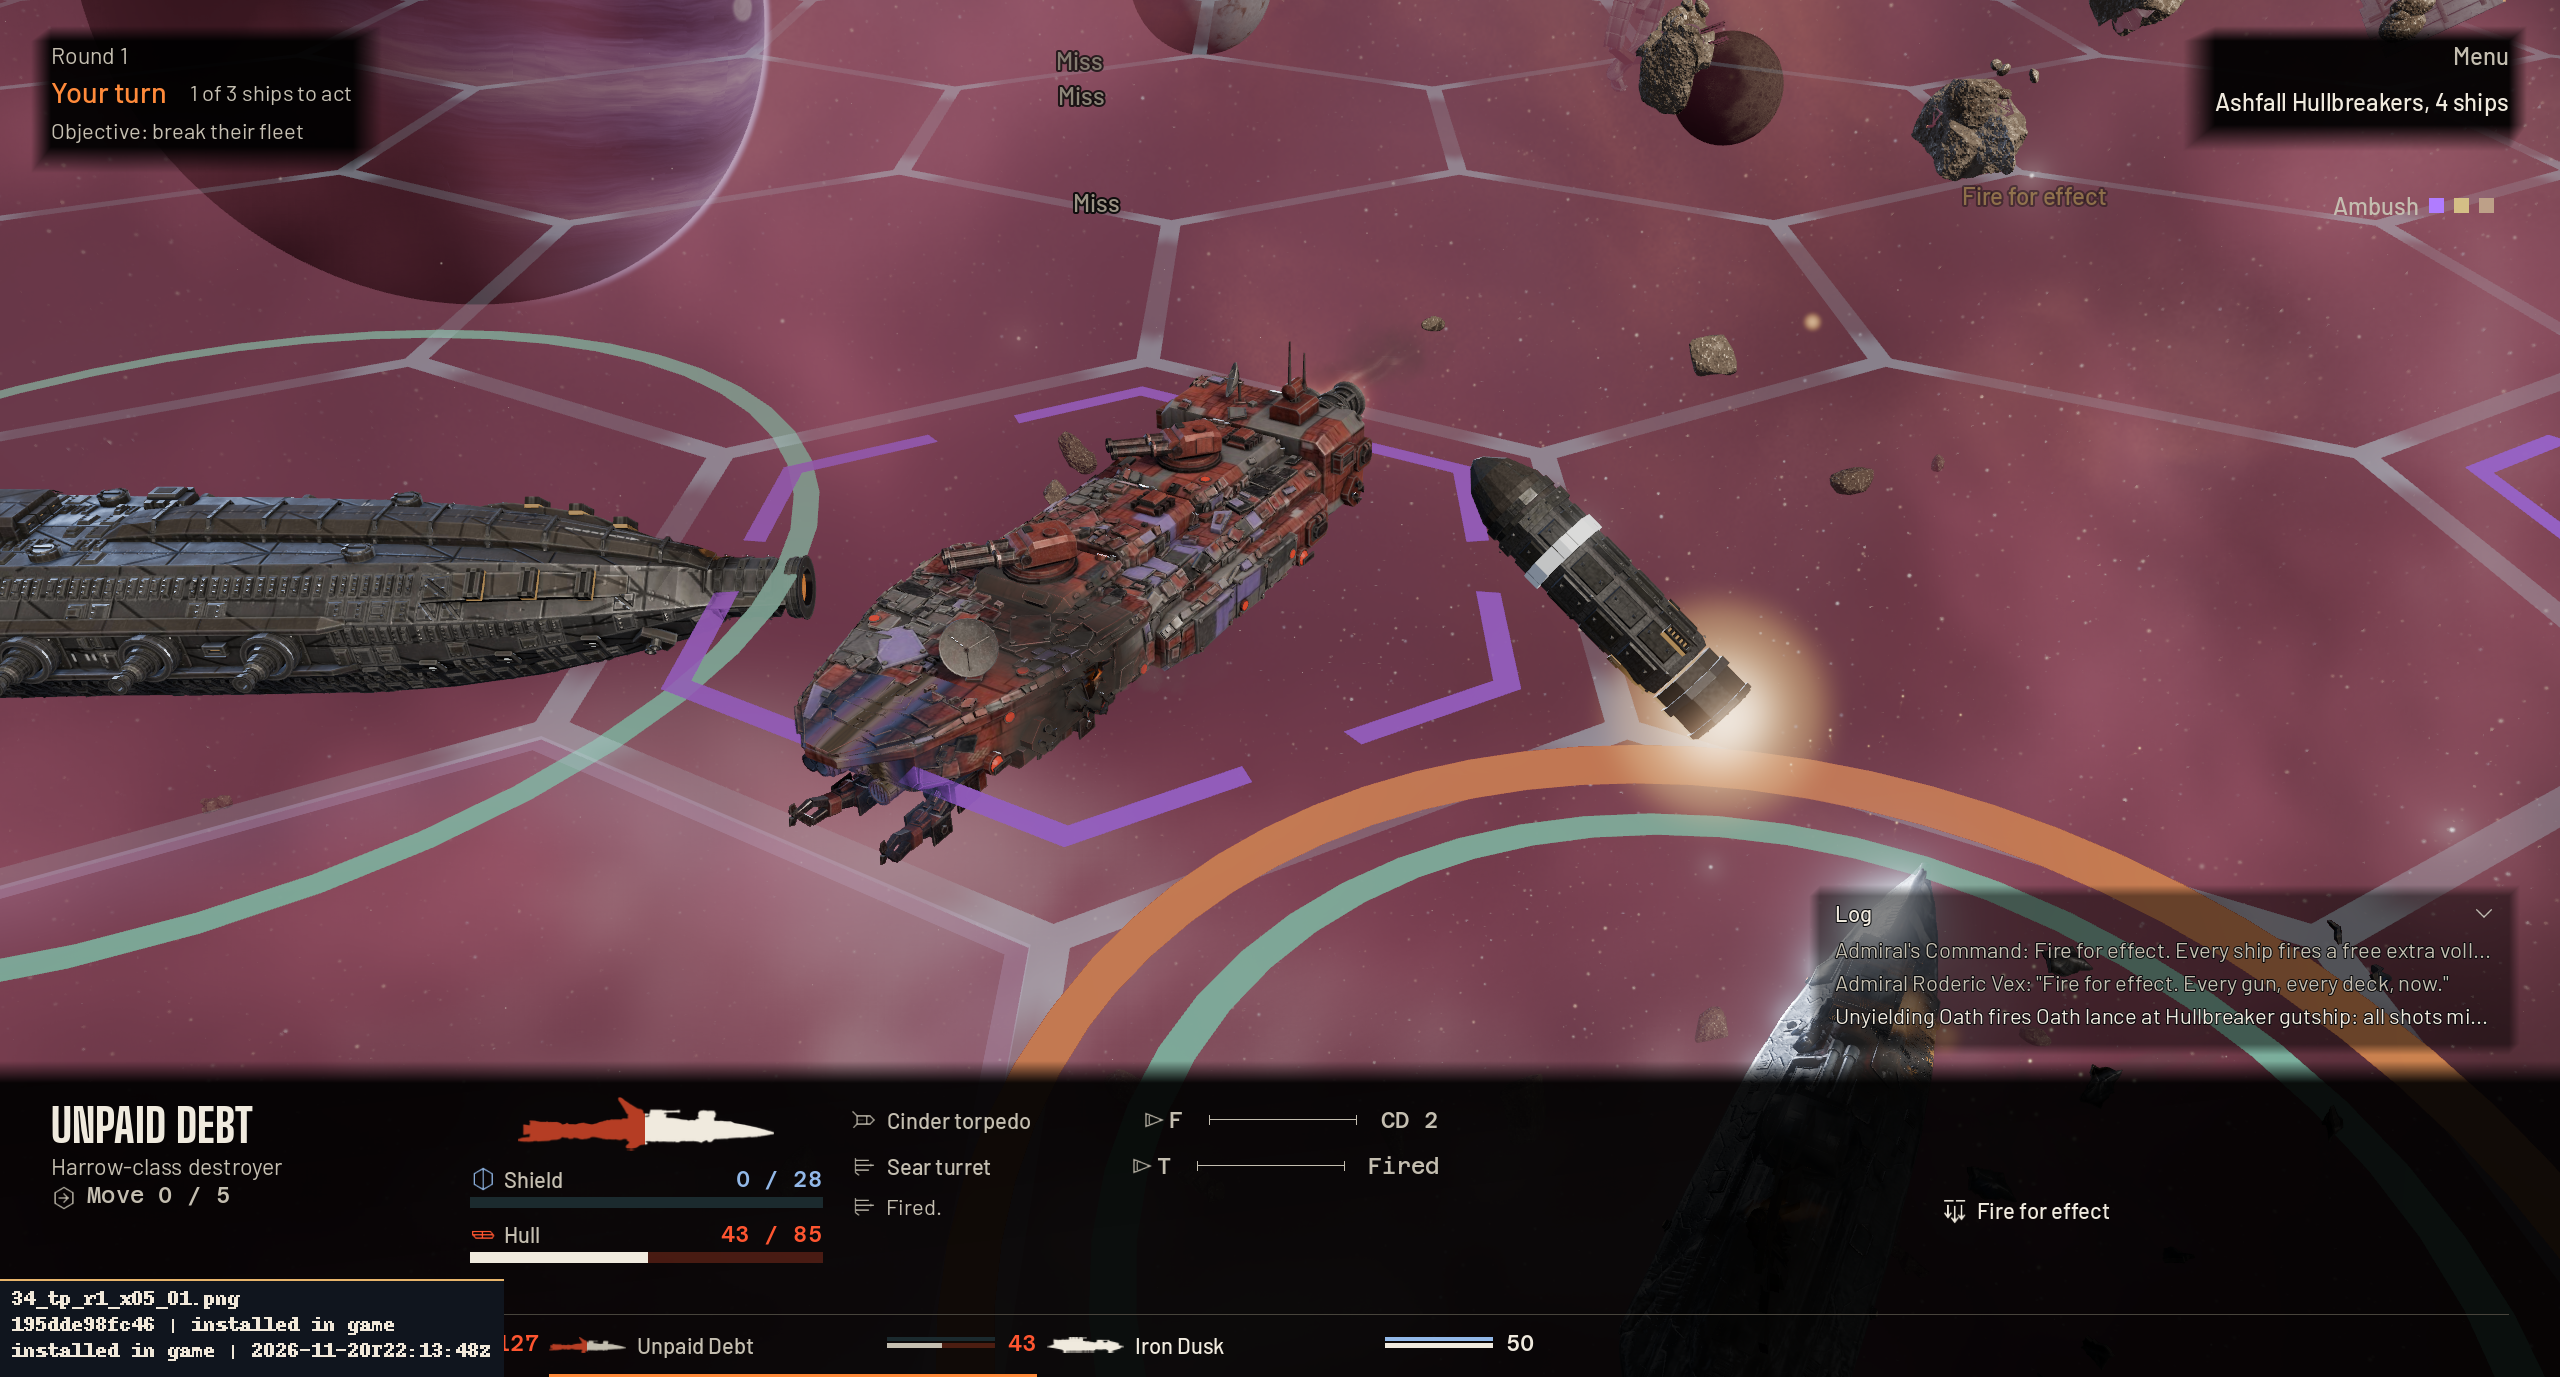 Round 1
Your turn 1 of 3 ships to act
Objective: break their fleet
Miss
Miss
Miss
Menu
Ashfall Hullbreakers, 4 ships
Fire for effect
Ambush
Log
Admiral's Command: Fire for effect. Every ship fires a free extra voll...
Admiral Roderic Vex: "Fire for effect. Every gun, every deck, now."
Unyielding Oath fires Oath lance at Hullbreaker gutship: all shots mi...
UNPAID DEBT
Harrow-class destroyer
Move 0 / 5
Shield 0 / 28
Hull 43 / 85
Cinder torpedo F CD 2
Sear turret T Fired
Fired.
Fire for effect
34_tp_r1_x05_01.png
195dde98fc46 | installed in game
installed in game | 2026-11-20T22:13:48Z
127 Unpaid Debt 43 Iron Dusk 50